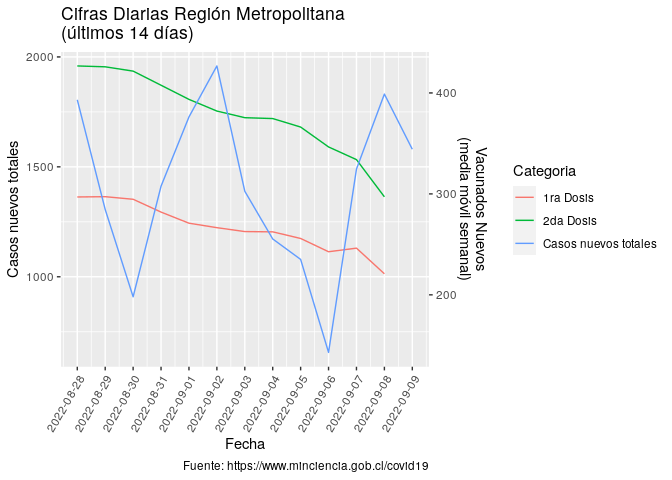 Cifras Diarias Región Metropolitana
(últimos 14 días)
2000
1500
1000
Casos nuevos totales
400
300
200
Vacunados Nuevos
(media móvil semanal)
2022-08-28
2022-08-29
2022-08-30
2022-08-31
2022-09-01
2022-09-02
2022-09-03
2022-09-04
2022-09-05
2022-09-06
2022-09-07
2022-09-08
2022-09-09
Fecha
Categoria
1ra Dosis
2da Dosis
Casos nuevos totales
Fuente: https://www.minciencia.gob.cl/covid19